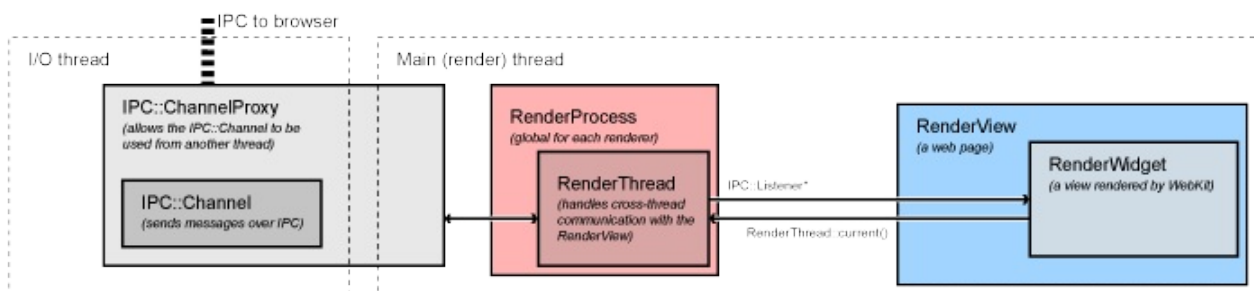 IPC to browser
I/O thread
Main (render) thread
IPC::ChannelProxy
(allows the IPC::Channel to be
used from another thread)
IPC::Channel
(sends messages over IPC)
RenderProcess
(global for each renderer)
RenderThread
(handles cross-thread
communication with the
RenderView)
IPC::Listener*
RenderThread::current()
RenderView
(a web page)
RenderWidget
(a view rendered by WebKit)